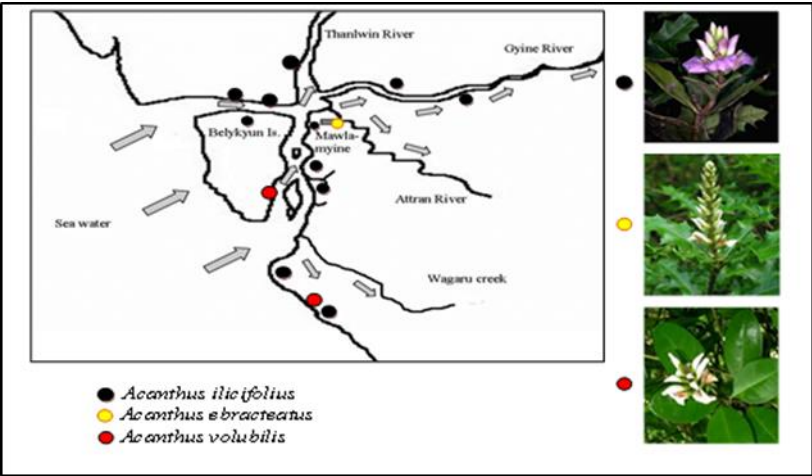 Thanlwin River
Gyine River
Belykyun Is.
Mawla-
myine
Attran River
Sea water
Wagaru creek
Acanthus ilicifolius
Acanthus ebracteatus
Acanthus volubilis